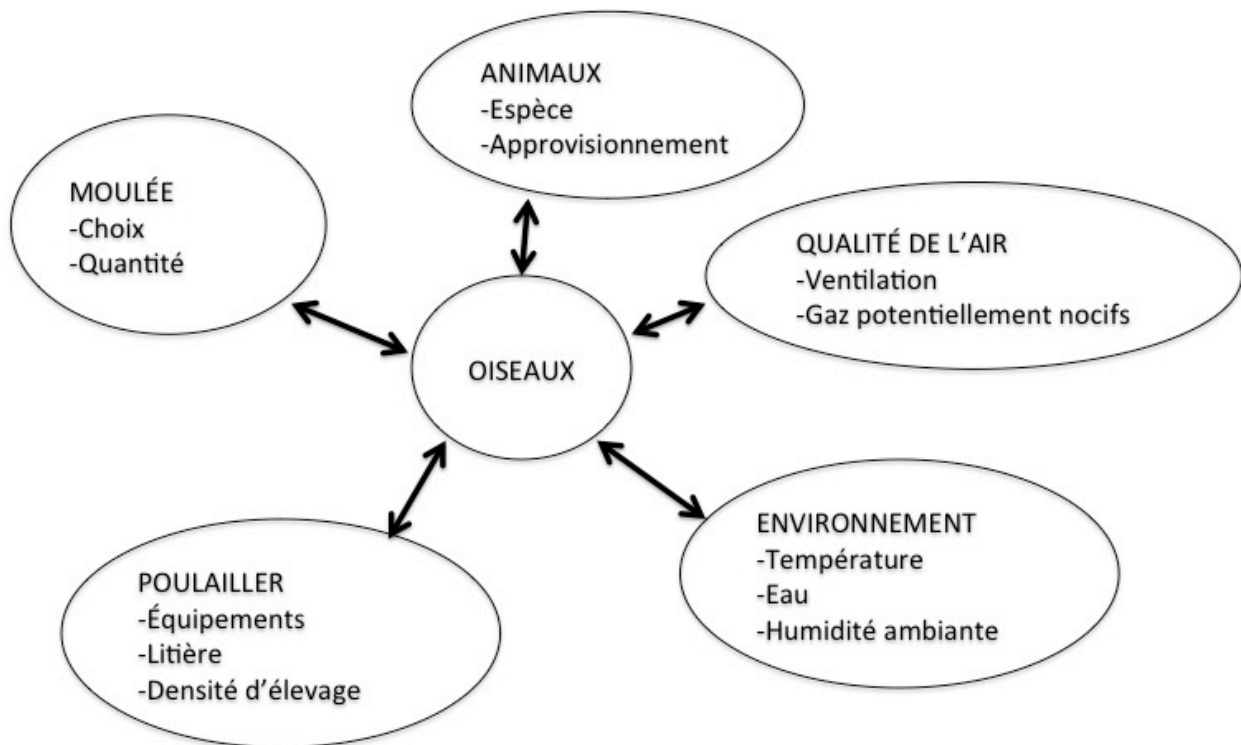 ANIMAUX
-Espèce
-Approvisionnement
MOULÉE
-Choix
-Quantité
QUALITÉ DE L’AIR
-Ventilation
-Gaz potentiellement nocifs
OISEAUX
ENVIRONNEMENT
-Température
-Eau
-Humidité ambiante
POULAILLER
-Équipements
-Litière
-Densité d’élevage